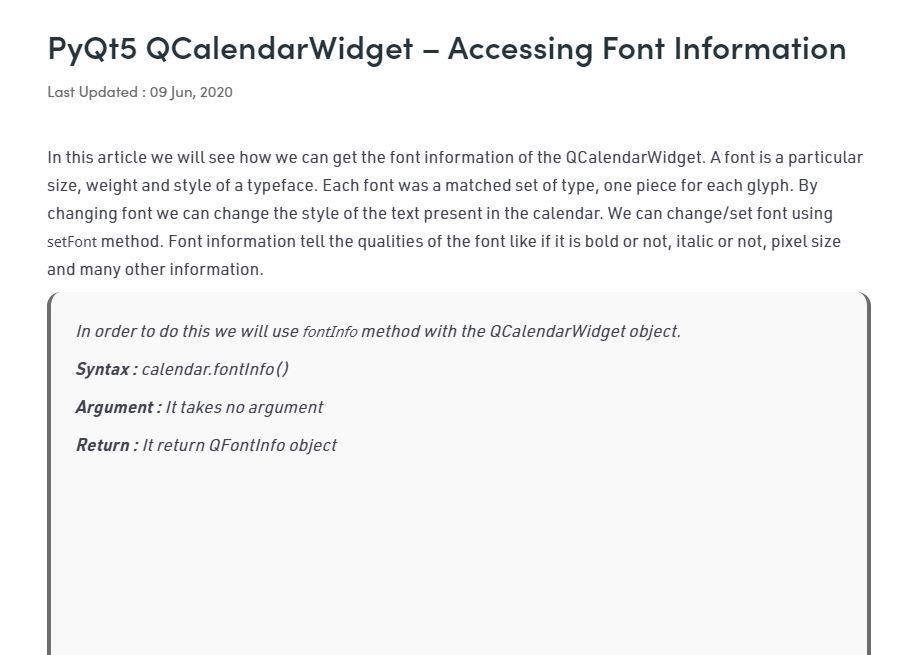 PyQt5 QCalendarWidget – Accessing Font Information
Last Updated : 09 Jun, 2020
In this article we will see how we can get the font information of the QCalendarWidget. A font is a particular
size, weight and style of a typeface. Each font was a matched set of type, one piece for each glyph. By
changing font we can change the style of the text present in the calendar. We can change/set font using
setFont method. Font information tell the qualities of the font like if it is bold or not, italic or not, pixel size
and many other information.
In order to do this we will use fontInfo method with the QCalendarWidget object.
Syntax : calendar.fontInfo()
Argument : It takes no argument
Return : It return QFontInfo object